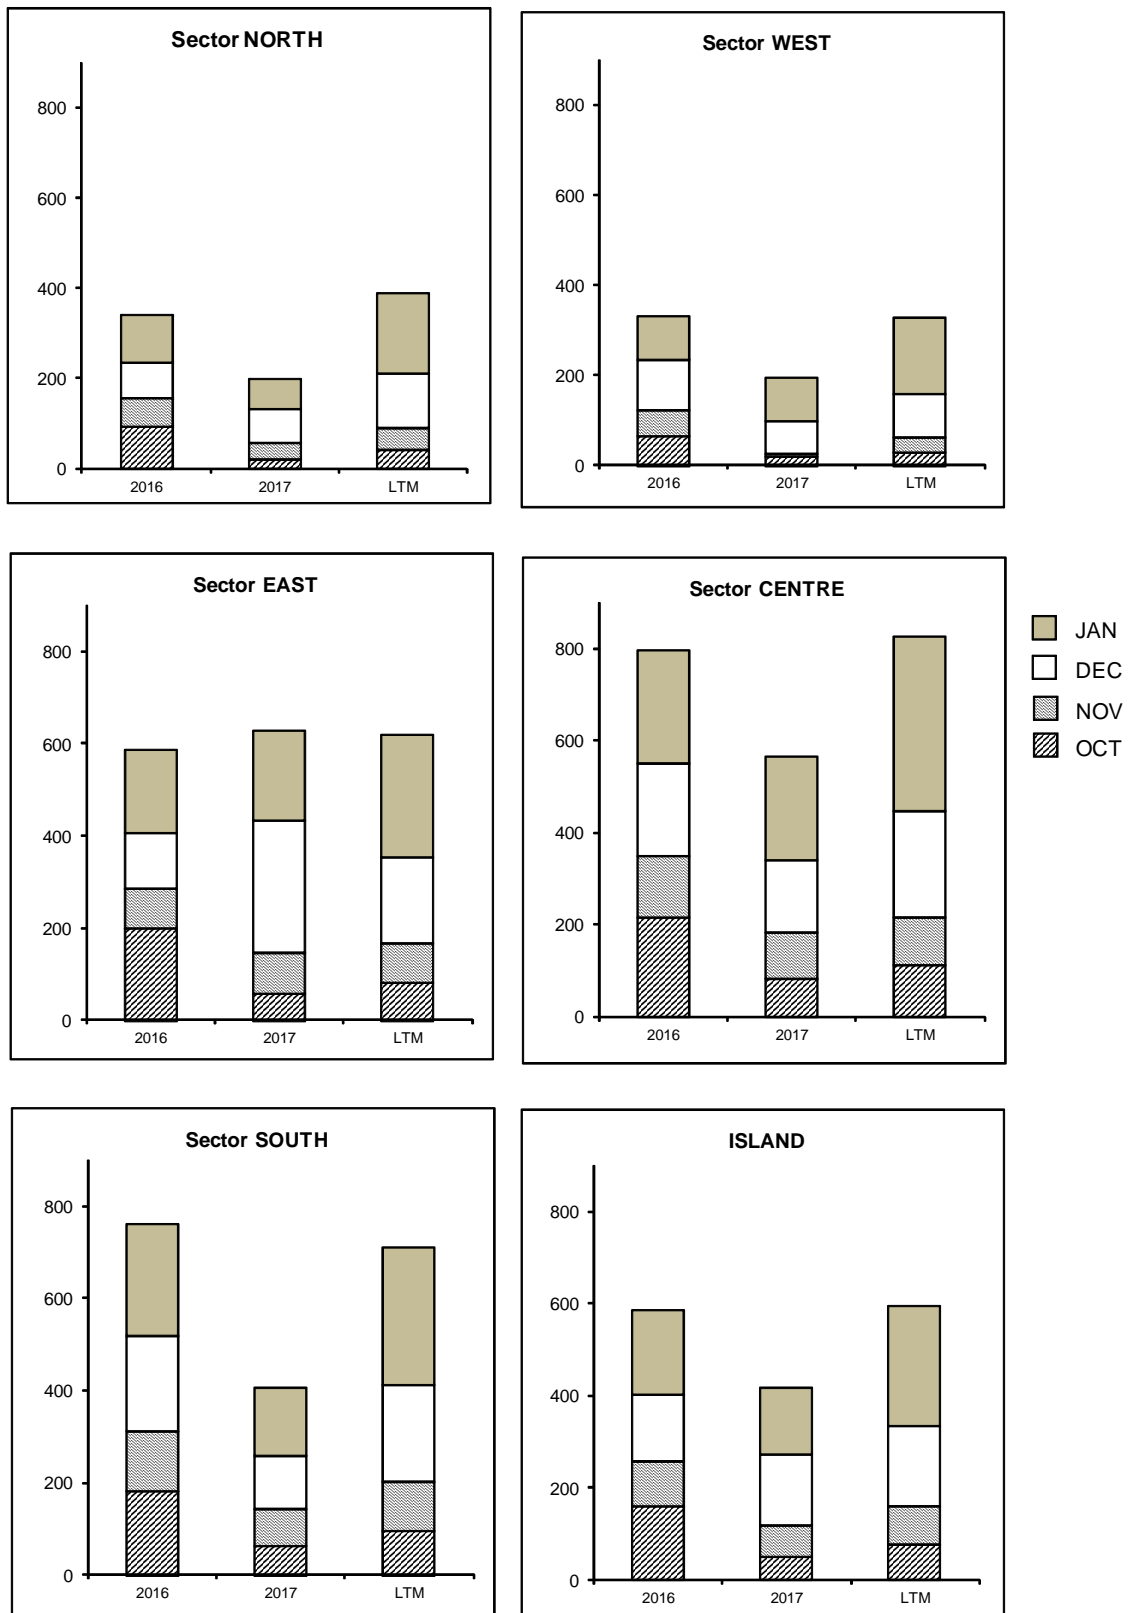 Sector NORTH
800
600
400
200
0
2016 2017 LTM
Sector WEST
800
600
400
200
0
2016 2017 LTM
Sector EAST
800
600
400
200
0
2016 2017 LTM
Sector CENTRE
800
600
400
200
0
2016 2017 LTM
JAN
DEC
NOV
OCT
Sector SOUTH
800
600
400
200
0
2016 2017 LTM
ISLAND
800
600
400
200
0
2016 2017 LTM